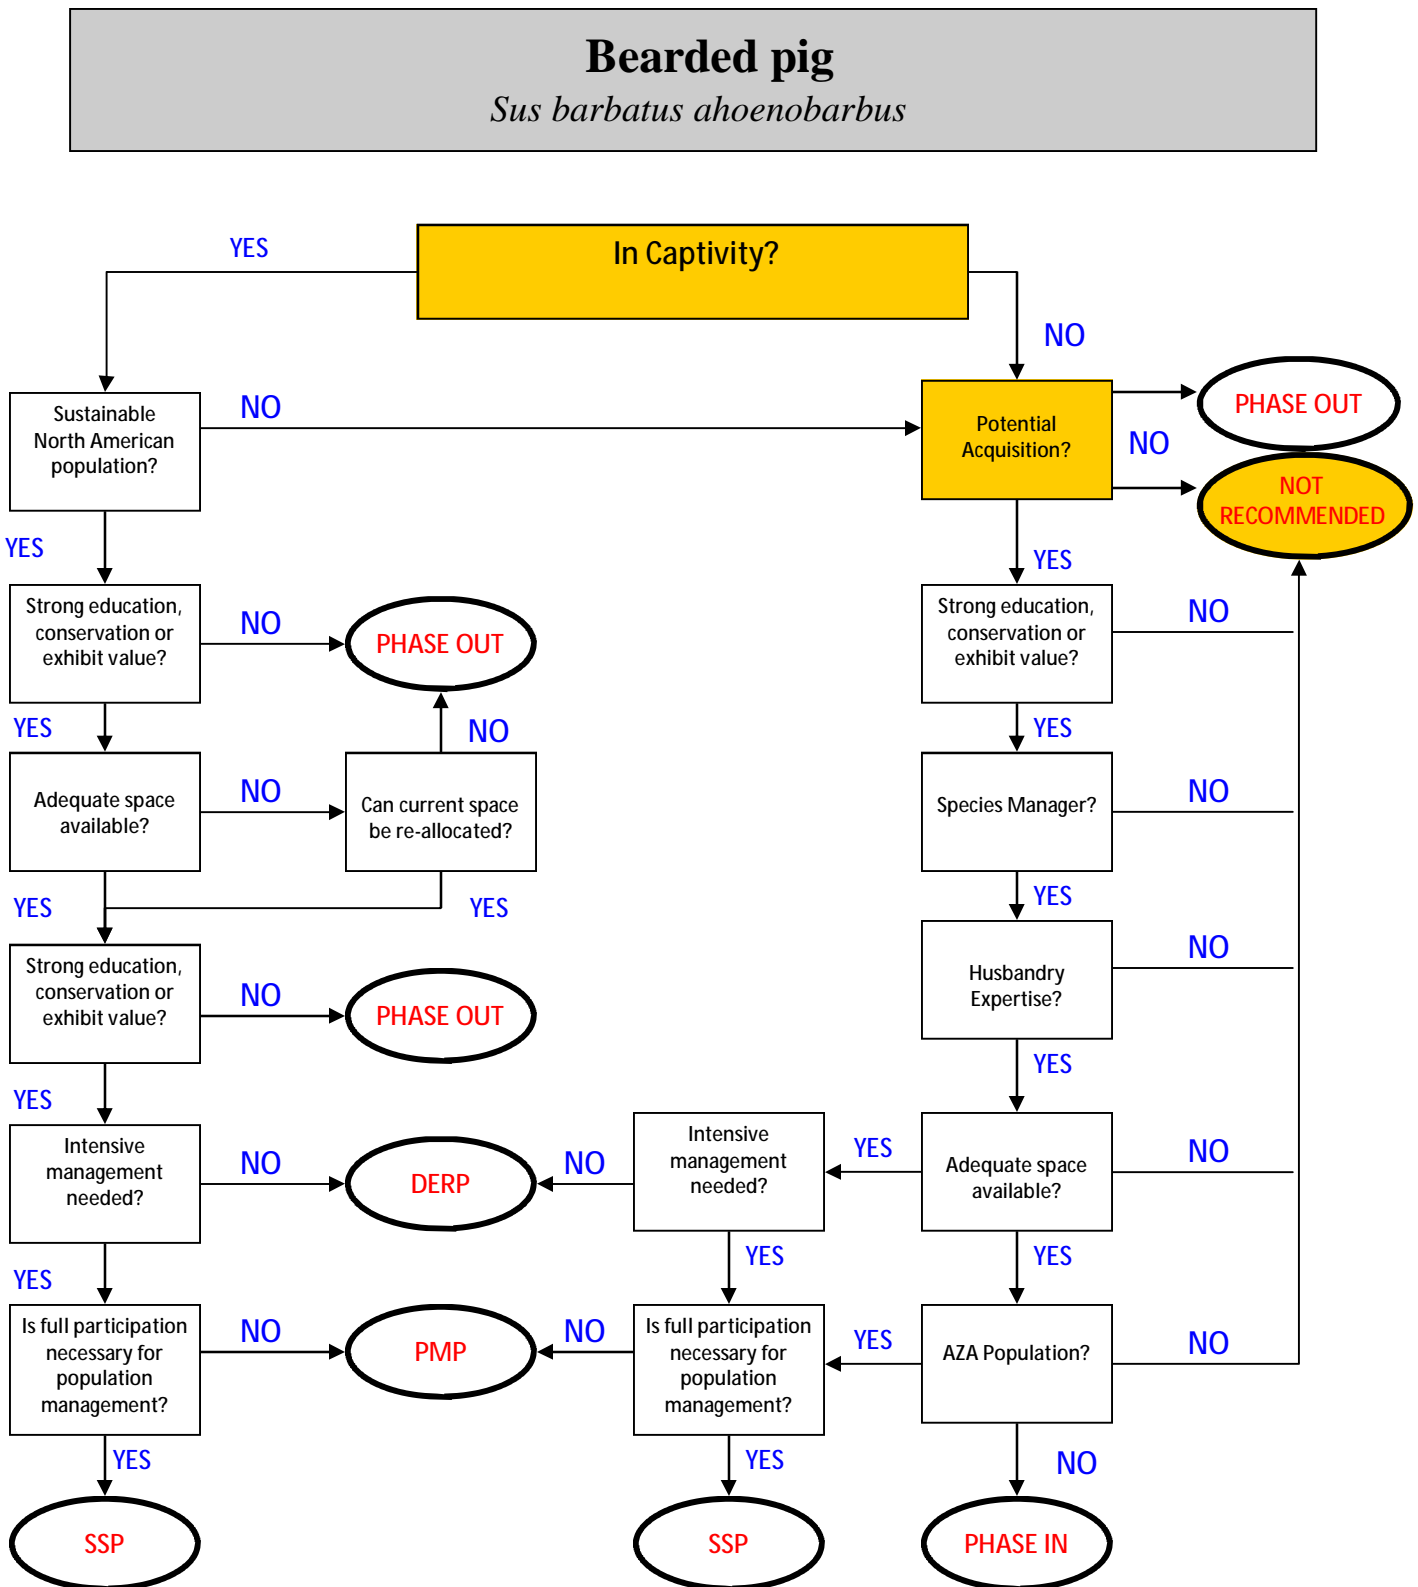 Bearded pig
Sus barbatus ahoenobarbus
YES
In Captivity?
NO
Sustainable
North American
population?
NO
Potential
Acquisition?
PHASE OUT
NO
NOT
RECOMMENDED
YES
YES
Strong education,
conservation or
exhibit value?
NO
PHASE OUT
Strong education,
conservation or
exhibit value?
NO
YES
NO
YES
Adequate space
available?
NO
Can current space
be re-allocated?
Species Manager?
NO
YES
YES
YES
Strong education,
conservation or
exhibit value?
NO
PHASE OUT
Husbandry
Expertise?
NO
YES
YES
Intensive
management
needed?
NO
DERP
NO
Intensive
management
needed?
YES
Adequate space
available?
NO
YES
YES
YES
Is full participation
necessary for
population
management?
NO
PMP
NO
Is full participation
necessary for
population
management?
YES
AZA Population?
NO
YES
YES
NO
SSP
SSP
PHASE IN